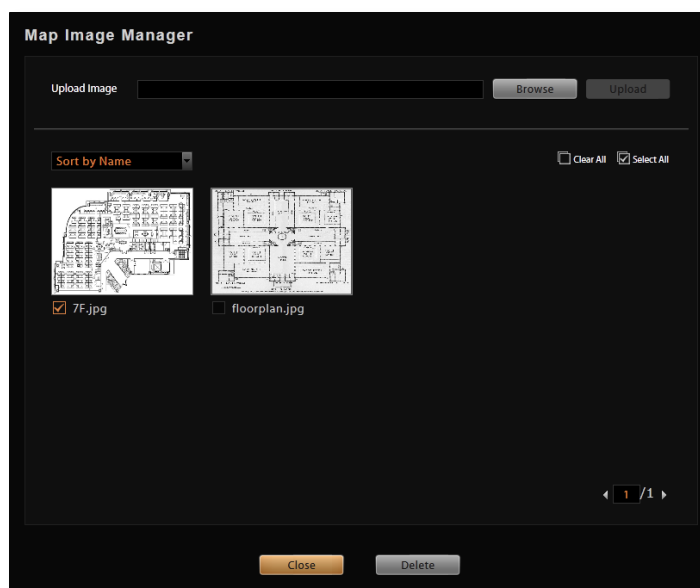 Map Image Manager
Upload Image Browse Upload
Sort by Name Clear All Select All
7F.jpg floorplan.jpg
1 /1
Close Delete